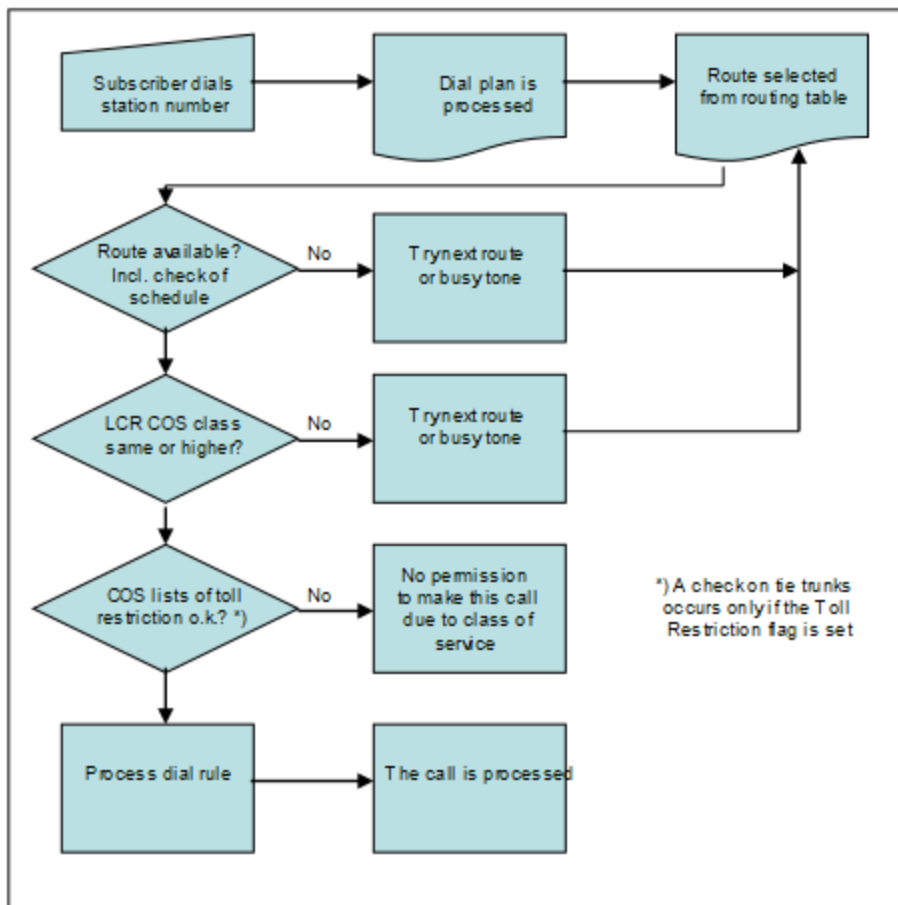 Subscriber dials
station number
Dial plan is
processed
Route selected
from routing table
Route available?
Incl. check of
schedule
No
Try next route
or busy tone
LCR COS class
same or higher?
No
Try next route
or busy tone
COS lists of toll
restriction o.k.? *)
No
No permission
to make this call
due to class of
service
*) A check on tie trunks
occurs only if the Toll
Restriction flag is set
Process dial rule
The call is processed